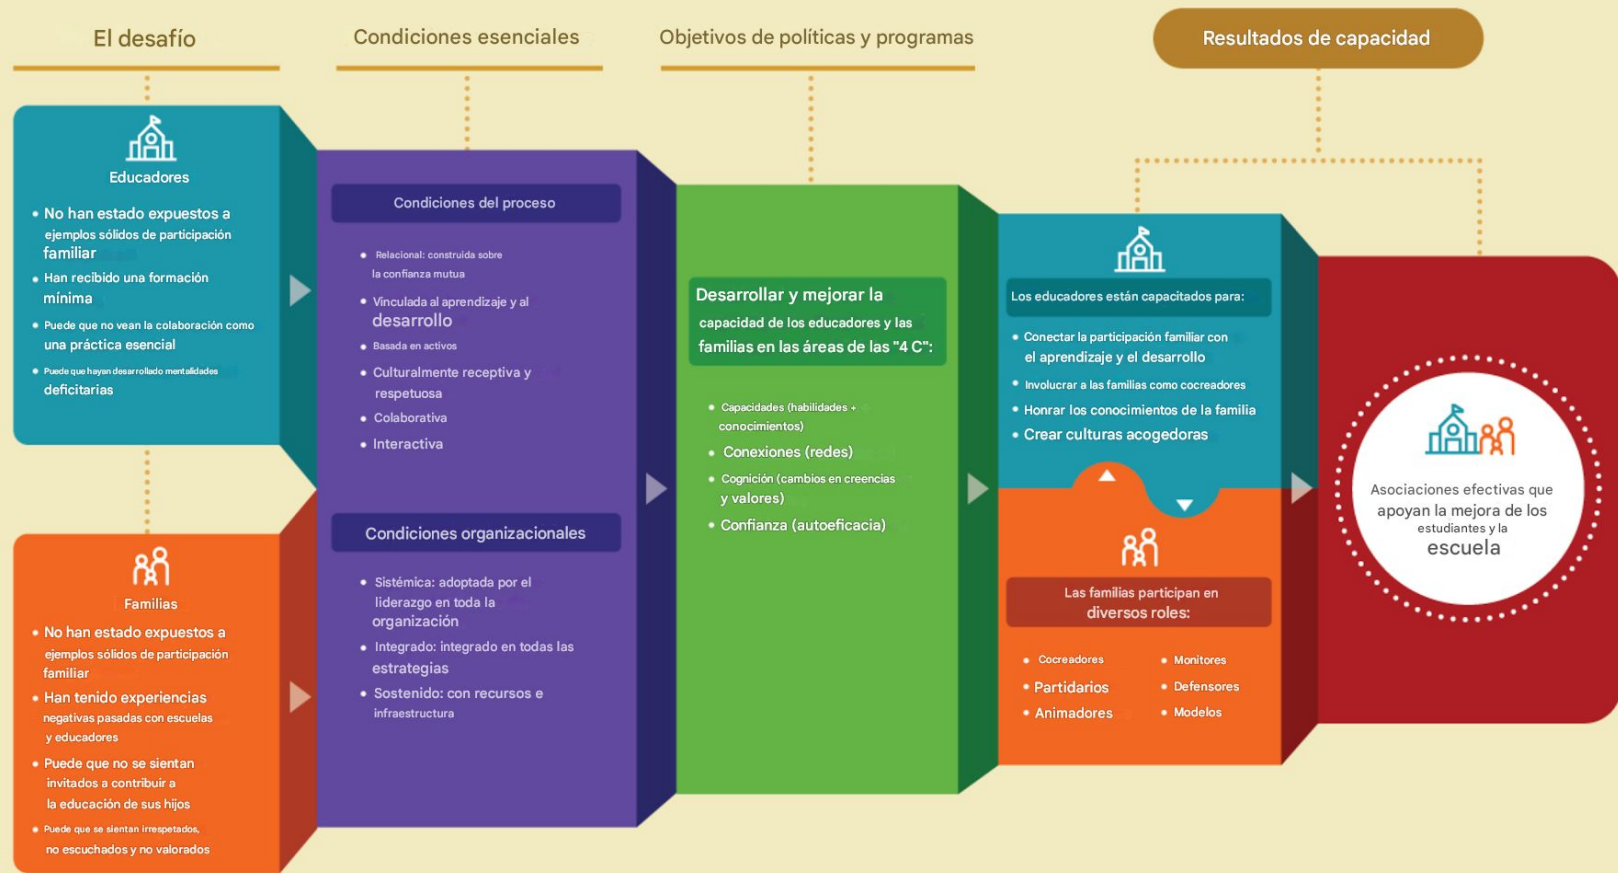 El desafío
Condiciones esenciales
Objetivos de políticas y programas
Resultados de capacidad
Educadores
• No han estado expuestos a
ejemplos sólidos de participación
familiar
• Han recibido una formación
mínima
• Puede que no vean la colaboración como
una práctica esencial
• Puede que hayan desarrollado mentalidades
deficitarias
Familias
• No han estado expuestos a
ejemplos sólidos de participación
familiar
• Han tenido experiencias
negativas pasadas con escuelas
y educadores
• Puede que no se sientan
invitados a contribuir a
la educación de sus hijos
• Puede que se sientan irrespetados,
no escuchados y no valorados
Condiciones del proceso
• Relacional: construida sobre
la confianza mutua
• Vinculada al aprendizaje y al
desarrollo
• Basada en activos
• Culturalmente receptiva y
respetuosa
• Colaborativa
• Interactiva
Condiciones organizacionales
• Sistémica: adoptada por el
liderazgo en toda la
organización
• Integrado: integrado en todas las
estrategias
• Sostenido: con recursos e
infraestructura
Desarrollar y mejorar la
capacidad de los educadores y las
familias en las áreas de las "4 C":
• Capacidades (habilidades +
conocimientos)
• Conexiones (redes)
• Cognición (cambios en creencias
y valores)
• Confianza (autoeficacia)
Los educadores están capacitados para:
• Conectar la participación familiar con
el aprendizaje y el desarrollo
• Involucrar a las familias como cocreadores
• Honrar los conocimientos de la familia
• Crear culturas acogedoras
Las familias participan en
diversos roles:
• Cocreadores
• Partidarios
• Animadores
• Monitores
• Defensores
• Modelos
Asociaciones efectivas que
apoyan la mejora de los
estudiantes y la
escuela